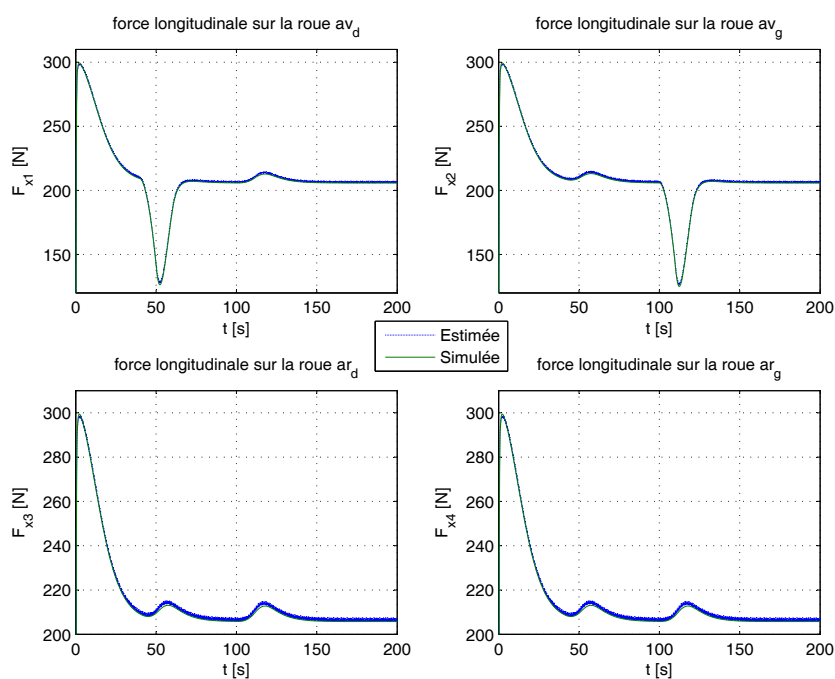 force longitudinale sur la roue av_d
300
250
200
150
F_x1 [N]
0 50 100 150 200
t [s]
force longitudinale sur la roue av_g
300
250
200
150
F_x2 [N]
0 50 100 150 200
t [s]
Estimée
Simulée
force longitudinale sur la roue ar_d
300
280
260
240
220
200
F_x3 [N]
0 50 100 150 200
t [s]
force longitudinale sur la roue ar_g
300
280
260
240
220
200
F_x4 [N]
0 50 100 150 200
t [s]